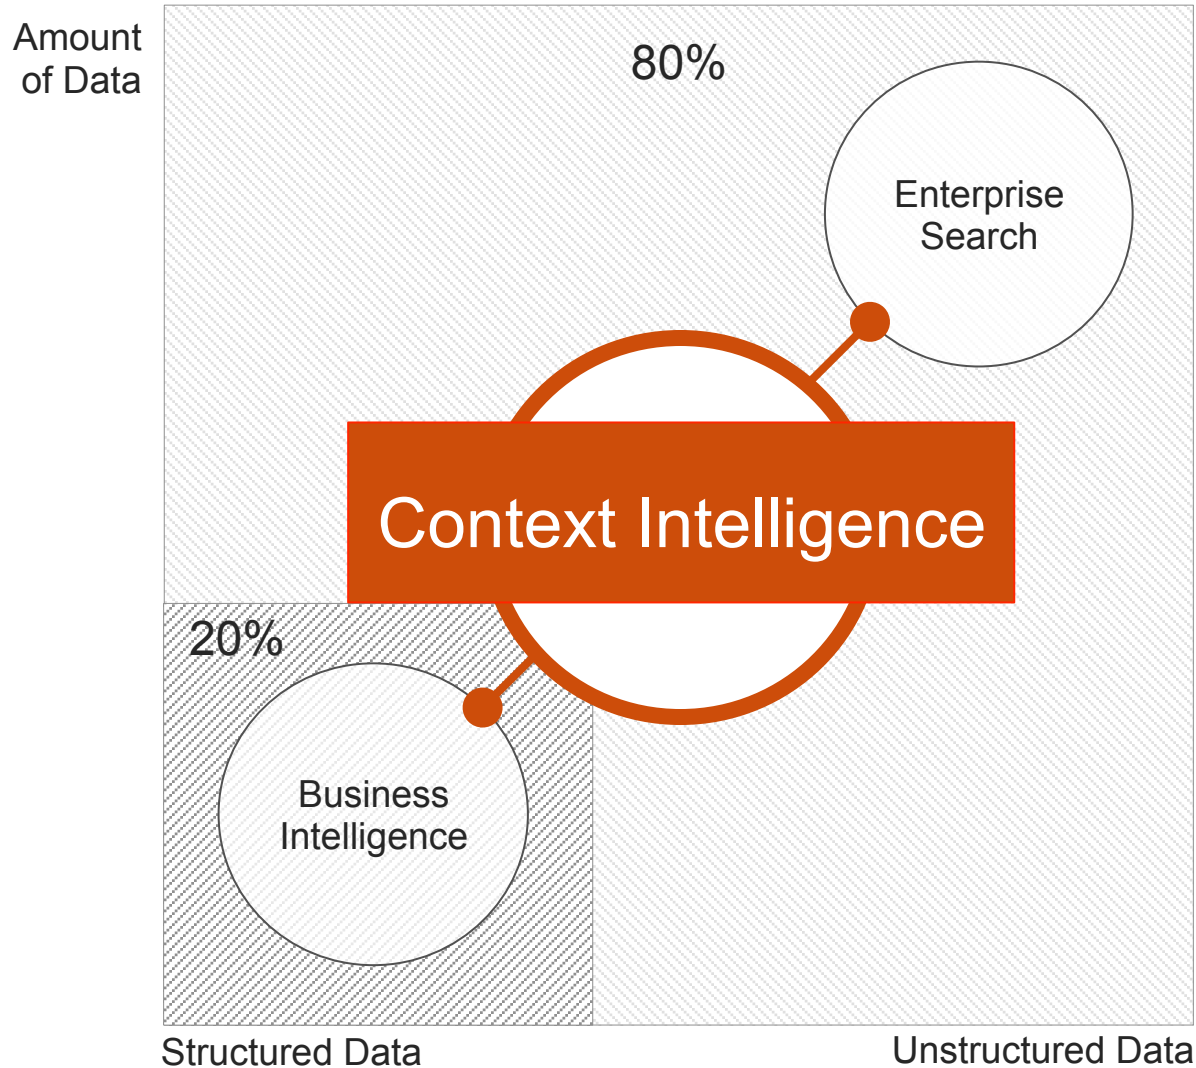 Amount
of Data
80%
Enterprise
Search
Context Intelligence
20%
Business
Intelligence
Structured Data
Unstructured Data